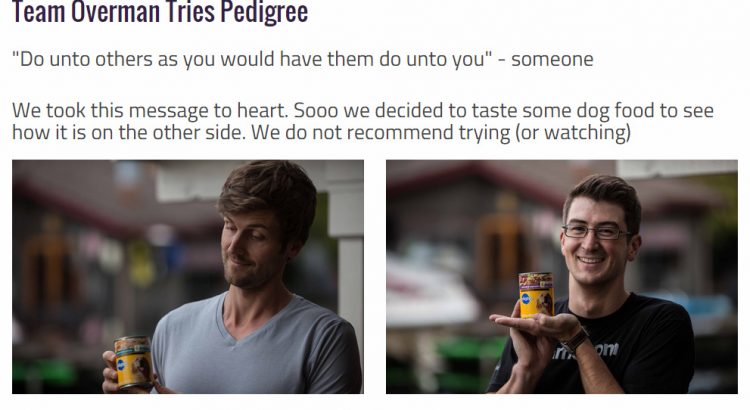 Team Overman Tries Pedigree
"Do unto others as you would have them do unto you" - someone
We took this message to heart. Sooo we decided to taste some dog food to see
how it is on the other side. We do not recommend trying (or watching)